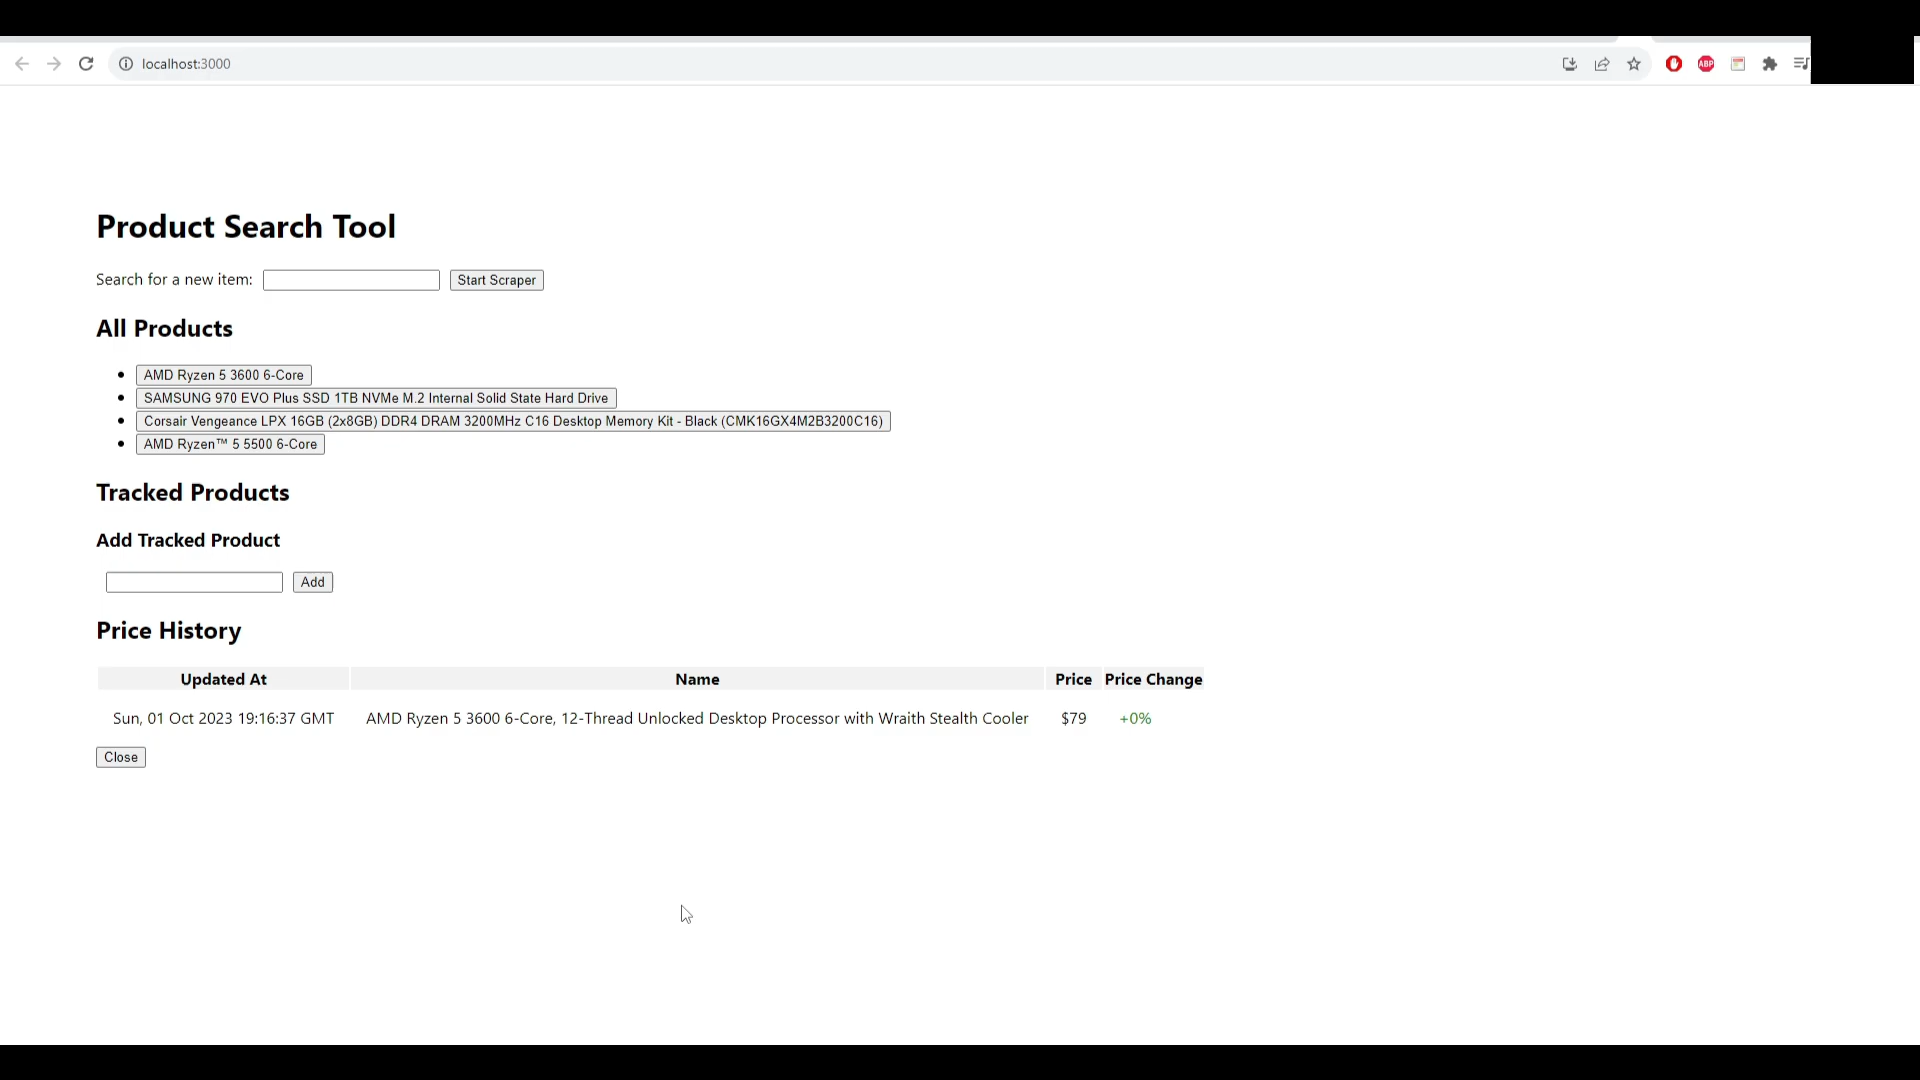 localhost:3000
ABP
Product Search Tool
Search for a new item: Start Scraper
All Products
AMD Ryzen 5 3600 6-Core
SAMSUNG 970 EVO Plus SSD 1TB NVMe M.2 Internal Solid State Hard Drive
Corsair Vengeance LPX 16GB (2x8GB) DDR4 DRAM 3200MHz C16 Desktop Memory Kit - Black (CMK16GX4M2B3200C16)
AMD Ryzen™ 5 5500 6-Core
Tracked Products
Add Tracked Product
Add
Price History
Updated At Name Price Price Change
Sun, 01 Oct 2023 19:16:37 GMT AMD Ryzen 5 3600 6-Core, 12-Thread Unlocked Desktop Processor with Wraith Stealth Cooler $79 +0%
Close